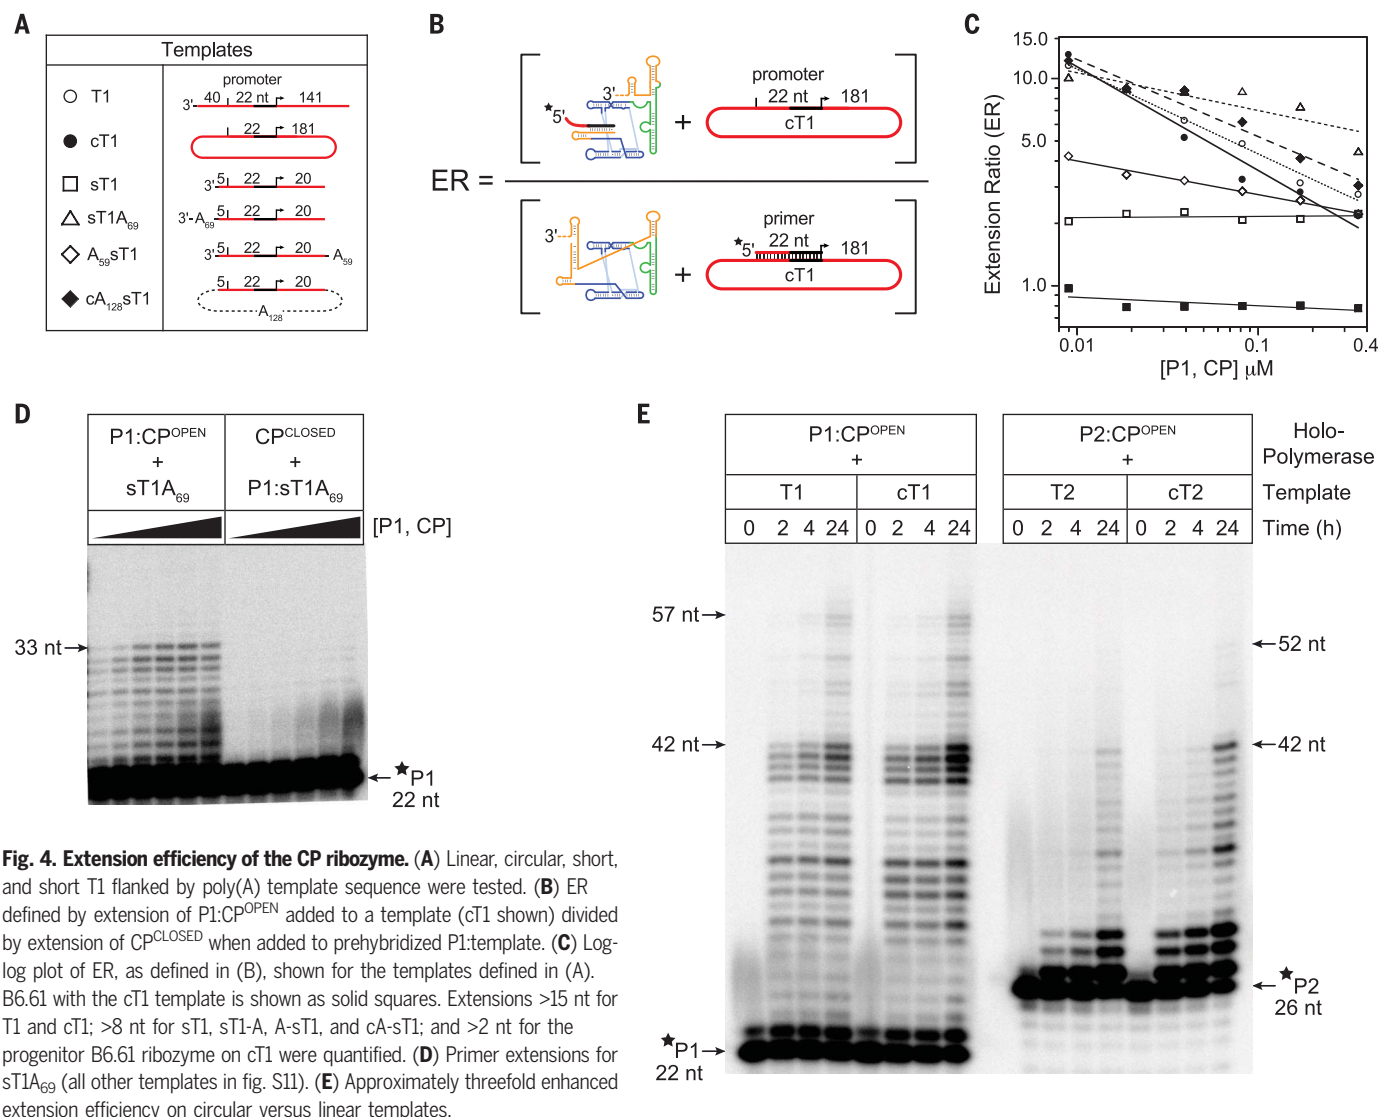 A
Templates
T1
cT1
sT1
sT1A69
A59sT1
cA128sT1
promoter
3'- 40 22 nt 141
22 181
3' 5 22 20
3'-A69 5 22 20
3' 5 22 20 A59
5 22 20
A128
B
ER =
3'
★ 5'
+
promoter
22 nt 181
cT1
3'
+
primer
★ 5' 22 nt 181
cT1
C
Extension Ratio (ER)
15.0
10.0
5.0
1.0
0.01 0.1 0.4
[P1, CP] µM
D
P1:CPOPEN + sT1A69
CPCLOSED + P1:sT1A69
[P1, CP]
33 nt
★P1
22 nt
E
P1:CPOPEN + P2:CPOPEN + Holo-Polymerase
T1 cT1 T2 cT2 Template
0 2 4 24 0 2 4 24 0 2 4 24 0 2 4 24 Time (h)
57 nt
42 nt
★P1
22 nt
52 nt
42 nt
★P2
26 nt
Fig. 4. Extension efficiency of the CP ribozyme. (A) Linear, circular, short,
and short T1 flanked by poly(A) template sequence were tested. (B) ER
defined by extension of P1:CPOPEN added to a template (cT1 shown) divided
by extension of CPCLOSED when added to prehybridized P1:template. (C) Log-
log plot of ER, as defined in (B), shown for the templates defined in (A).
B6.61 with the cT1 template is shown as solid squares. Extensions >15 nt for
T1 and cT1; >8 nt for sT1, sT1-A, A-sT1, and cA-sT1; and >2 nt for the
progenitor B6.61 ribozyme on cT1 were quantified. (D) Primer extensions for
sT1A69 (all other templates in fig. S11). (E) Approximately threefold enhanced
extension efficiency on circular versus linear templates.